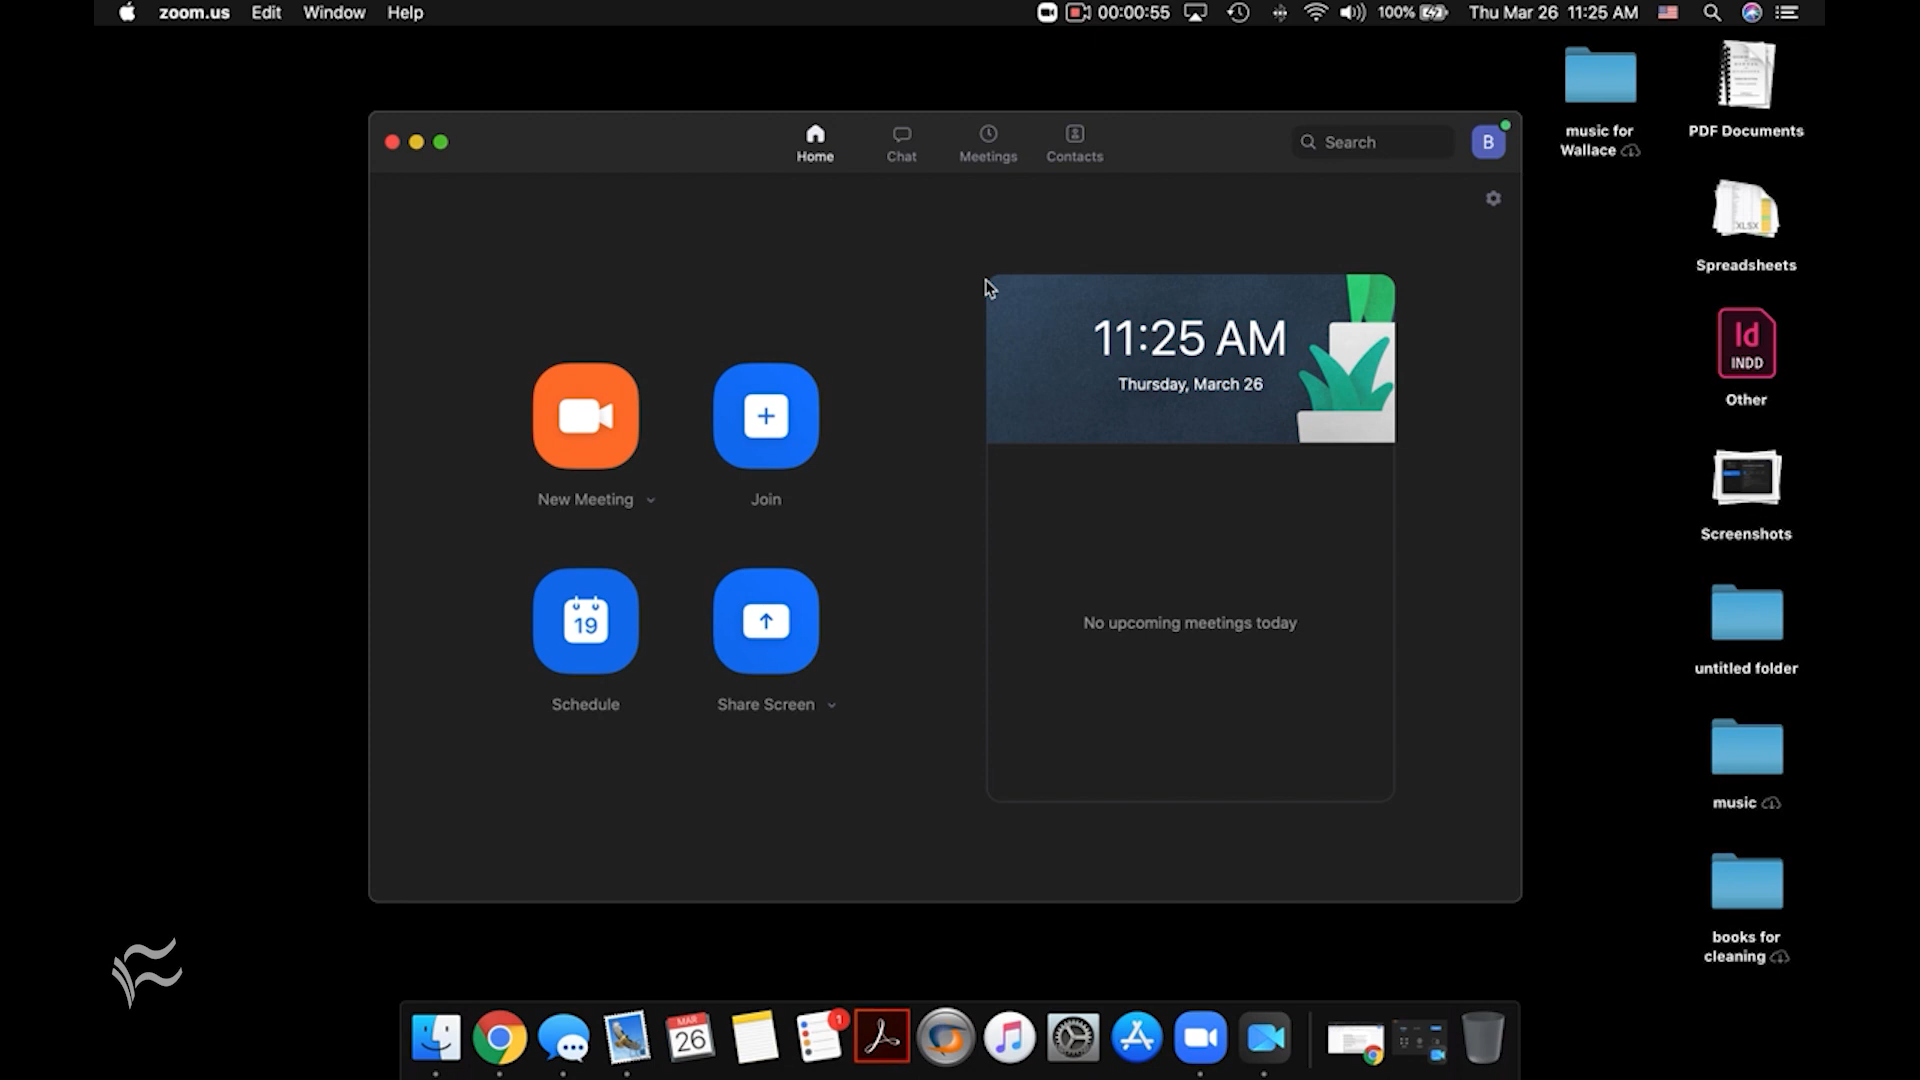 zoom.us Edit Window Help 00:00:55 100% Thu Mar 26 11:25 AM
Home
Chat
Meetings
Contacts
Search
B
11:25 AM
Thursday, March 26
New Meeting
Join
19
Schedule
Share Screen
No upcoming meetings today
music for
Wallace
PDF Documents
XLSX
Spreadsheets
Id
INDD
Other
Screenshots
untitled folder
music
books for
cleaning
MAR
26
1